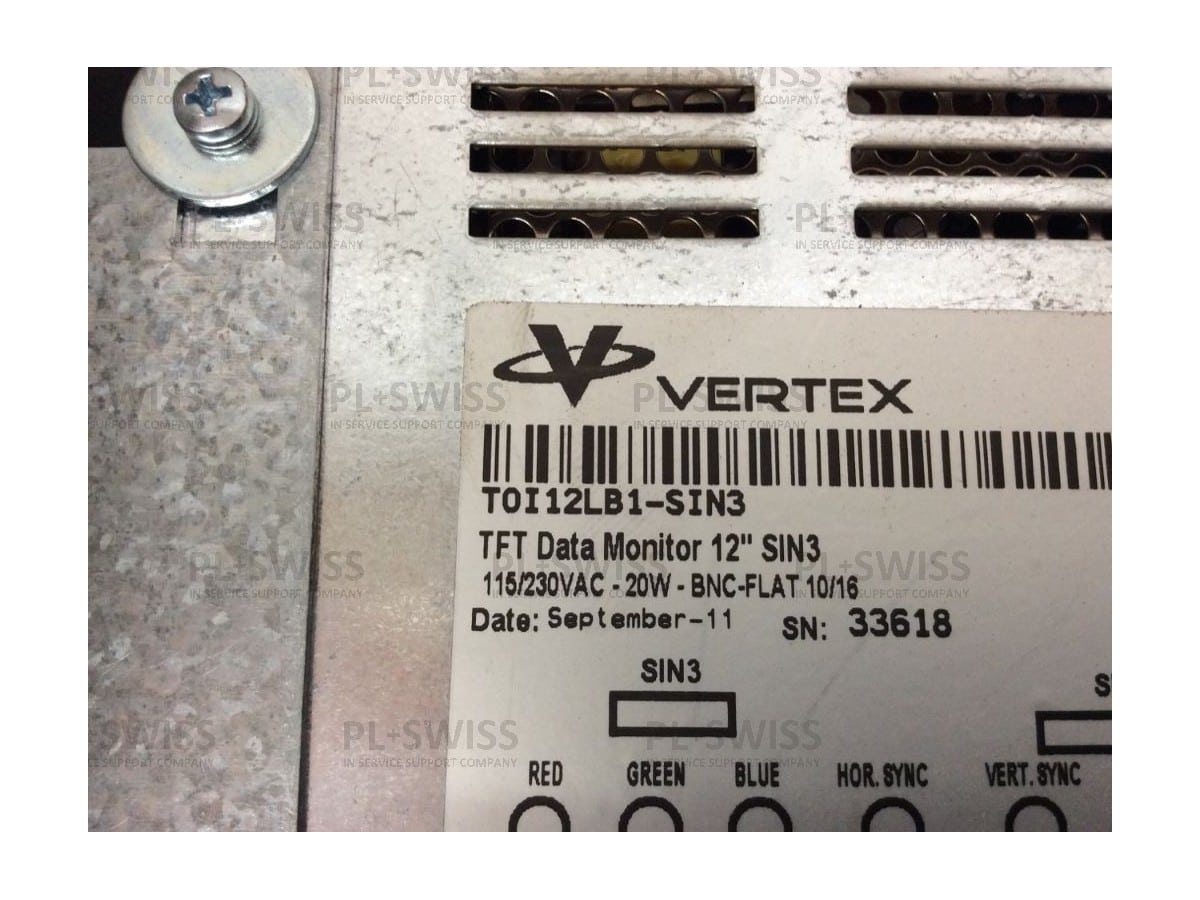 VERTEX
TOI12LB1-SIN3
TFT Data Monitor 12" SIN3
115/230VAC - 20W - BNC-FLAT 10/16
Date: September-11 SN: 33618
SIN3
RED GREEN BLUE HOR. SYNC VERT. SYNC
PL+SWISS
IN SERVICE SUPPORT COMPANY